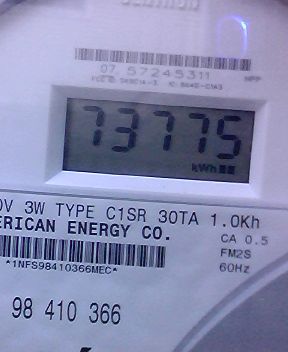 07 57245311
73775
kWh
0V 3W TYPE C1SR 30TA 1.0Kh
ERICAN ENERGY CO.
CA 0.5
FM2S
*1NFS98410366MEC*
60Hz
98 410 366